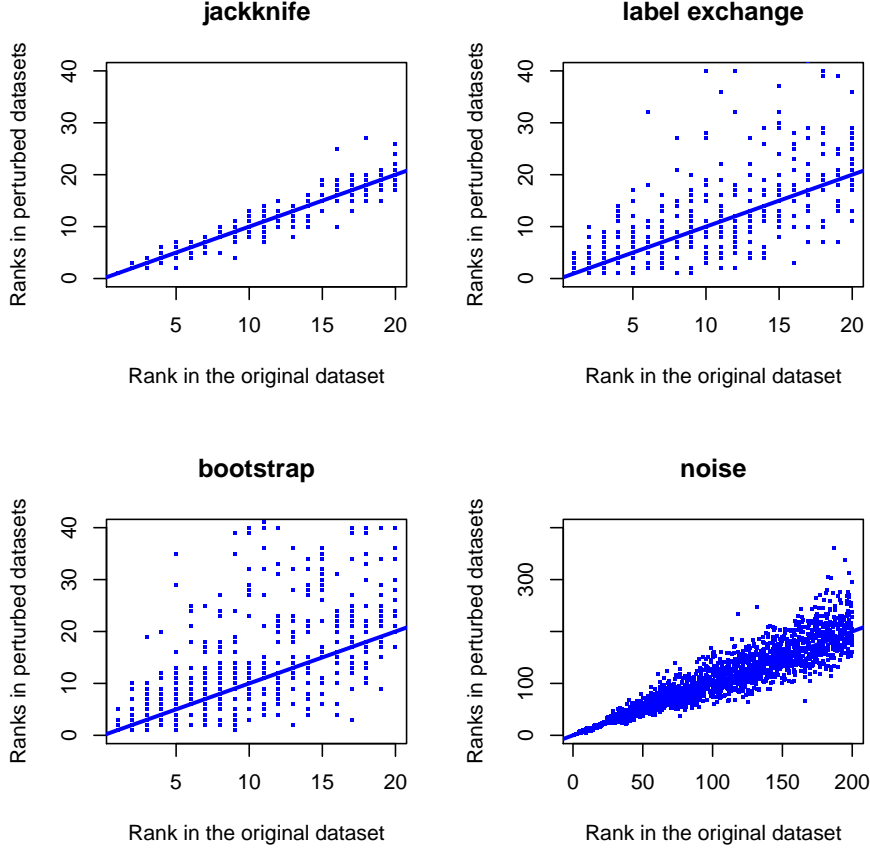 jackknife
Ranks in perturbed datasets
0 10 20 30 40
5 10 15 20
Rank in the original dataset
label exchange
Ranks in perturbed datasets
0 10 20 30 40
5 10 15 20
Rank in the original dataset
bootstrap
Ranks in perturbed datasets
0 10 20 30 40
5 10 15 20
Rank in the original dataset
noise
Ranks in perturbed datasets
0 100 300
0 50 100 150 200
Rank in the original dataset